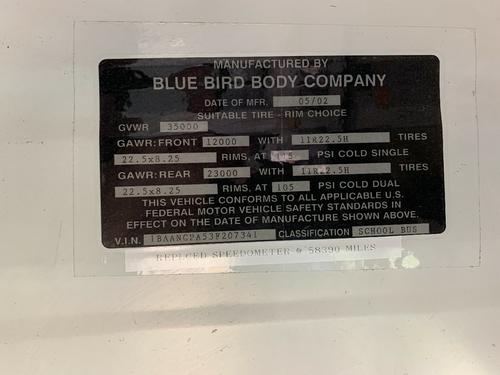 MANUFACTURED BY
BLUE BIRD BODY COMPANY
DATE OF MFR. 05/02
SUITABLE TIRE - RIM CHOICE
GVWR 35000
GAWR: FRONT 12000 WITH 11R22.5H TIRES
22.5x8.25 RIMS, AT PSI COLD SINGLE
GAWR: REAR 23000 WITH 11R22.5H TIRES
22.5x8.25 RIMS, AT 105 PSI COLD DUAL
THIS VEHICLE CONFORMS TO ALL APPLICABLE U.S.
FEDERAL MOTOR VEHICLE SAFETY STANDARDS IN
EFFECT ON THE DATE OF MANUFACTURE SHOWN ABOVE.
V.I.N. 1BAANCPA53F207341 CLASSIFICATION SCHOOL BUS
REPLCED SPEEDOMETER @ 58390 MILES